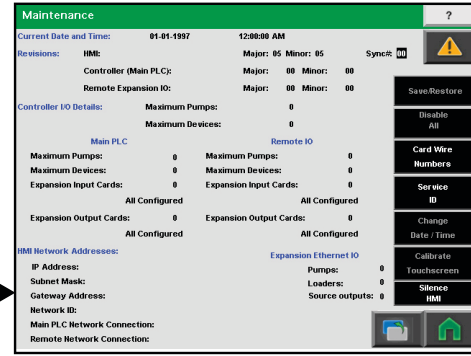 Maintenance ?
Current Date and Time: 01-01-1997 12:00:00 AM
Revisions: HMI: Major: 05 Minor: 05 Sync#: 00
Controller (Main PLC): Major: 00 Minor: 00
Remote Expansion IO: Major: 00 Minor: 00
Save/Restore
Controller I/O Details: Maximum Pumps: 0
Maximum Devices: 0
Disable
All
Main PLC Remote IO
Card Wire
Numbers
Maximum Pumps: 0 Maximum Pumps: 0
Maximum Devices: 0 Maximum Devices: 0
Expansion Input Cards: 0 Expansion Input Cards: 0
All Configured All Configured
Service
ID
Expansion Output Cards: 0 Expansion Output Cards: 0
All Configured All Configured
Change
Date / Time
HMI Network Addresses: Expansion Ethernet IO
Calibrate
Touchscreen
IP Address: Pumps: 0
Subnet Mask: Loaders: 0
Gateway Address: Source outputs: 0
Silence
HMI
Network ID:
Main PLC Network Connection:
Remote Network Connection: